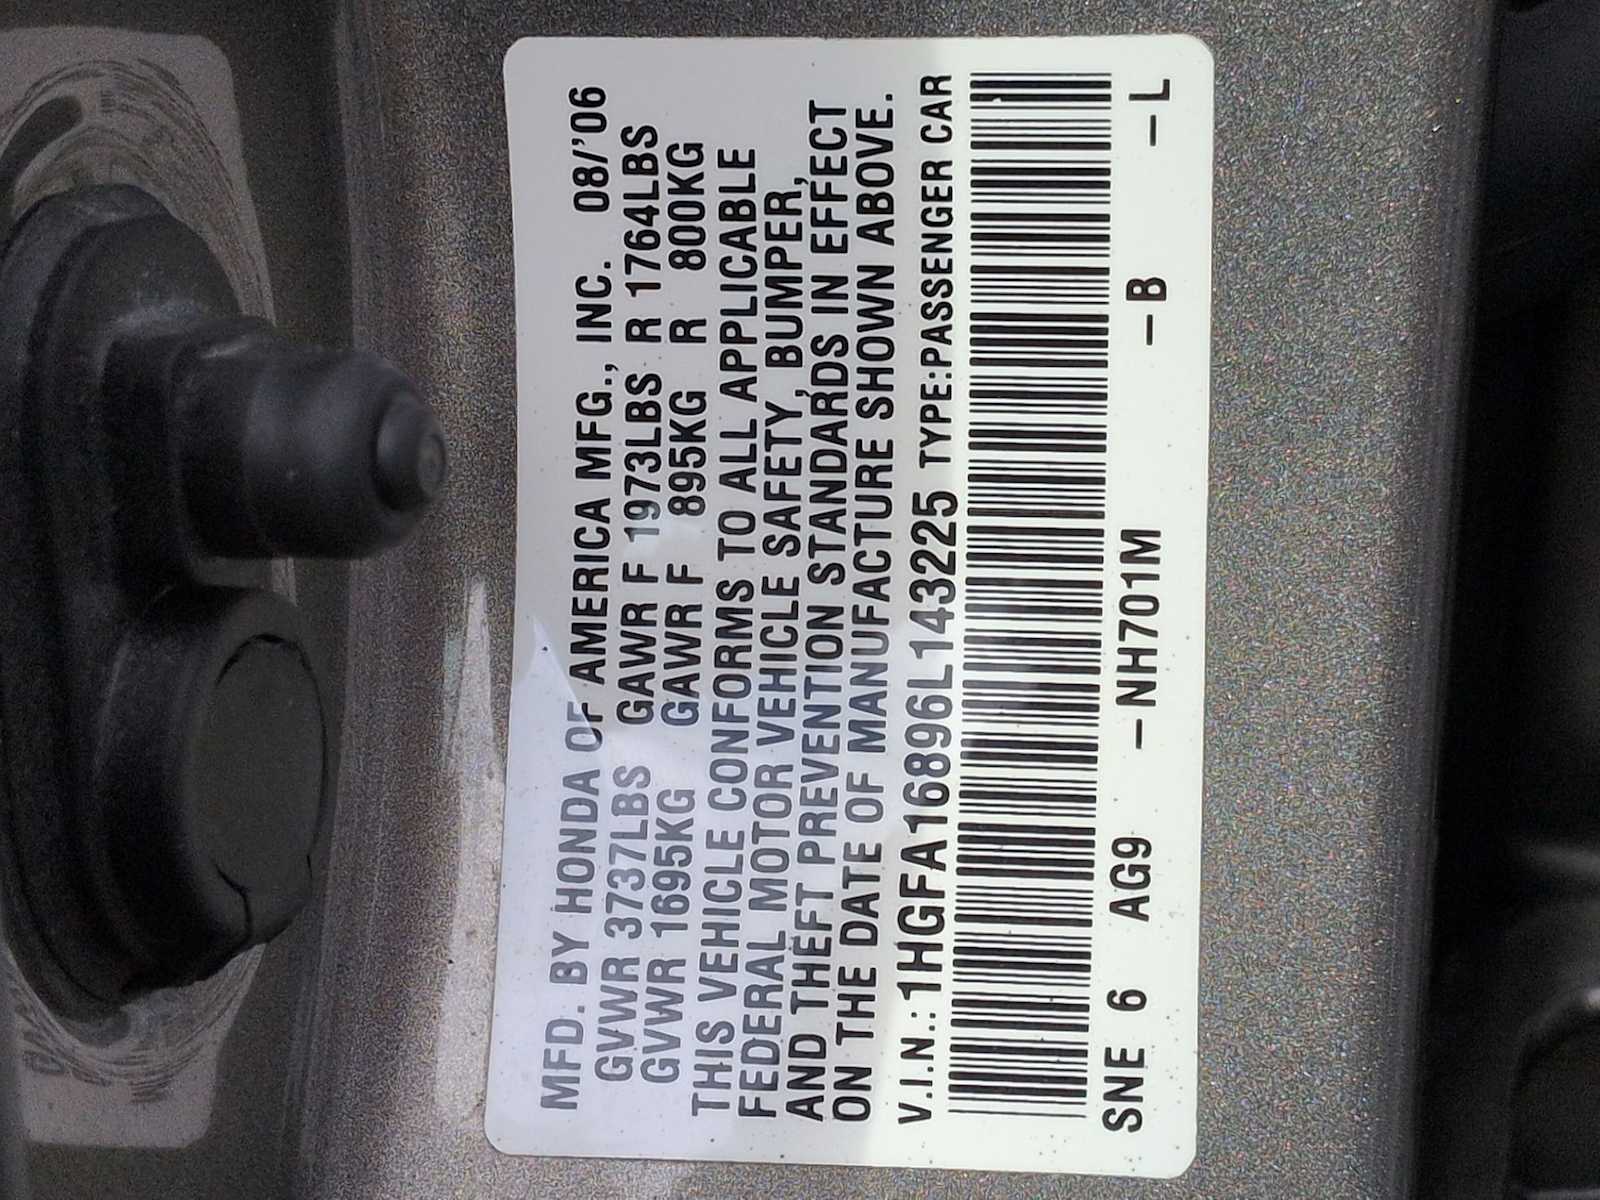 MFD. BY HONDA OF AMERICA MFG., INC. 08/'06
GVWR 3737LBS GAWR F 1973LBS R 1764LBS
GVWR 1695KG GAWR F 895KG R 800KG
THIS VEHICLE CONFORMS TO ALL APPLICABLE
FEDERAL MOTOR VEHICLE SAFETY, BUMPER,
AND THEFT PREVENTION STANDARDS IN EFFECT
ON THE DATE OF MANUFACTURE SHOWN ABOVE.
V.I.N.: 1HGFA16896L143225 TYPE:PASSENGER CAR
SNE 6 AG9 –NH701M –B –L